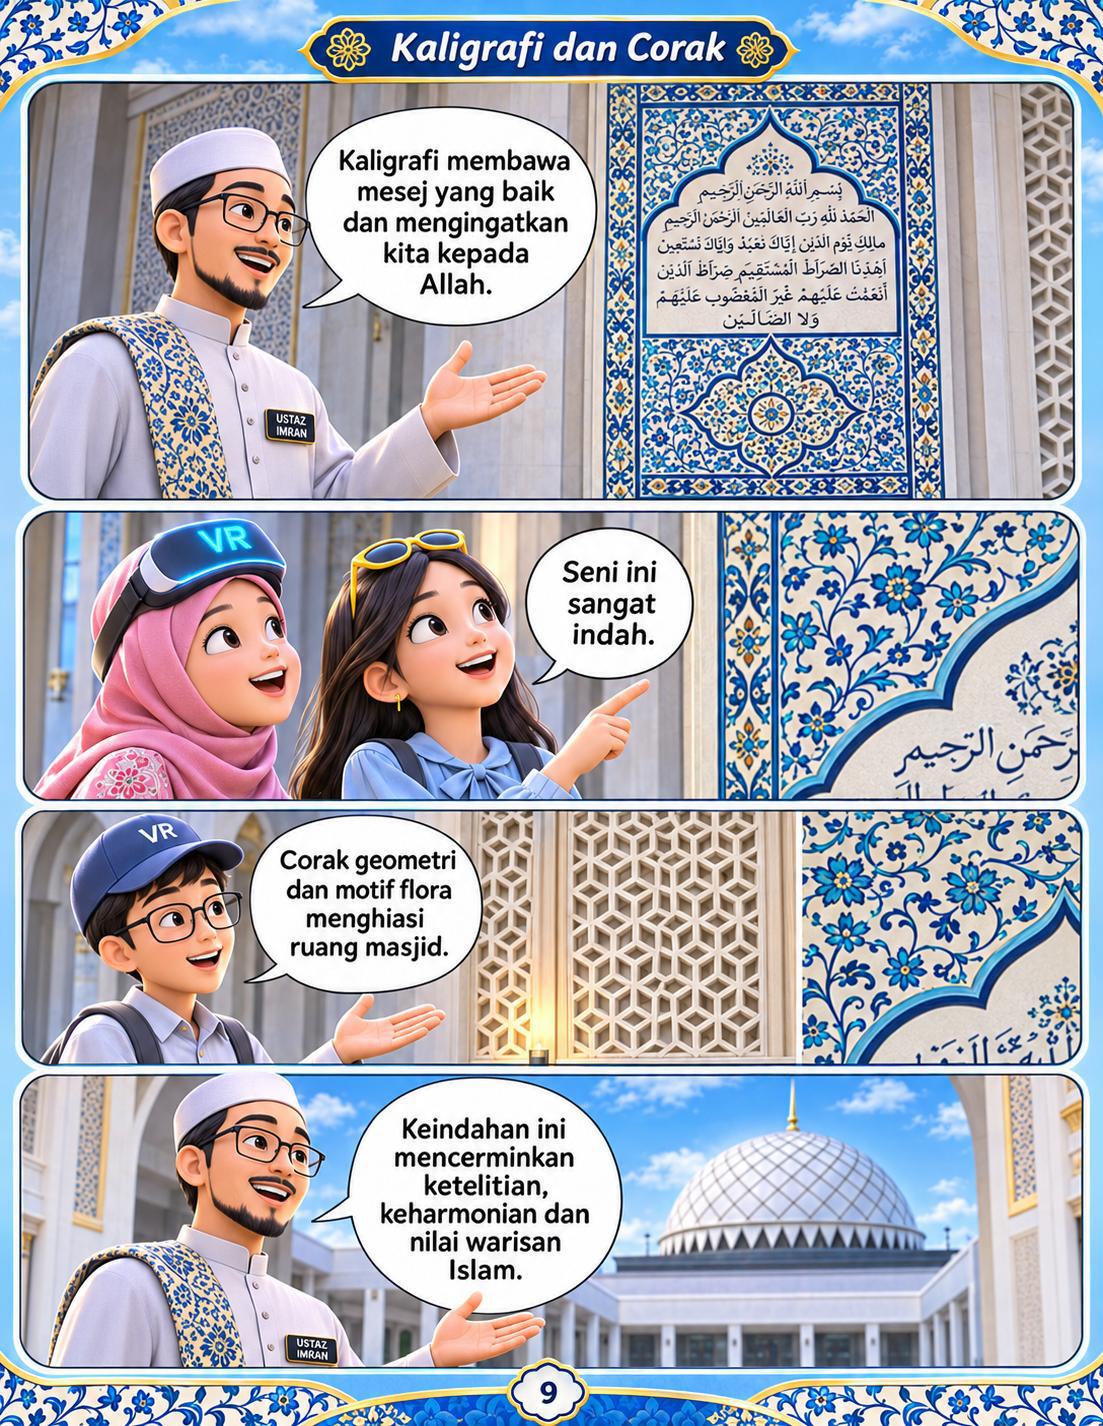 Kaligrafi dan Corak
Kaligrafi membawa
mesej yang baik
dan mengingatkan
kita kepada
Allah.
بِسْمِ اللَّهِ الرَّحْمَنِ الرَّحِيمِ
الْحَمْدُ لِلَّهِ رَبِّ الْعَالَمِينَ الرَّحْمَنِ الرَّحِيمِ
مالِكِ يَوْمِ الدِّينِ إِيَّاكَ نَعْبُدُ وَإِيَّاكَ نَسْتَعِينُ
اهْدِنَا الصِّرَاطَ الْمُسْتَقِيمَ صِرَاطَ الَّذِينَ
أَنْعَمْتَ عَلَيْهِمْ غَيْرِ الْمَغْضُوبِ عَلَيْهِمْ
وَلا الضَّالِّينَ
USTAZ
IMRAN
VR
Seni ini
sangat
indah.
الرَّحِيمِ
VR
Corak geometri
dan motif flora
menghiasi
ruang masjid.
Keindahan ini
mencerminkan
ketelitian,
keharmonian dan
nilai warisan
Islam.
USTAZ
IMRAN
9